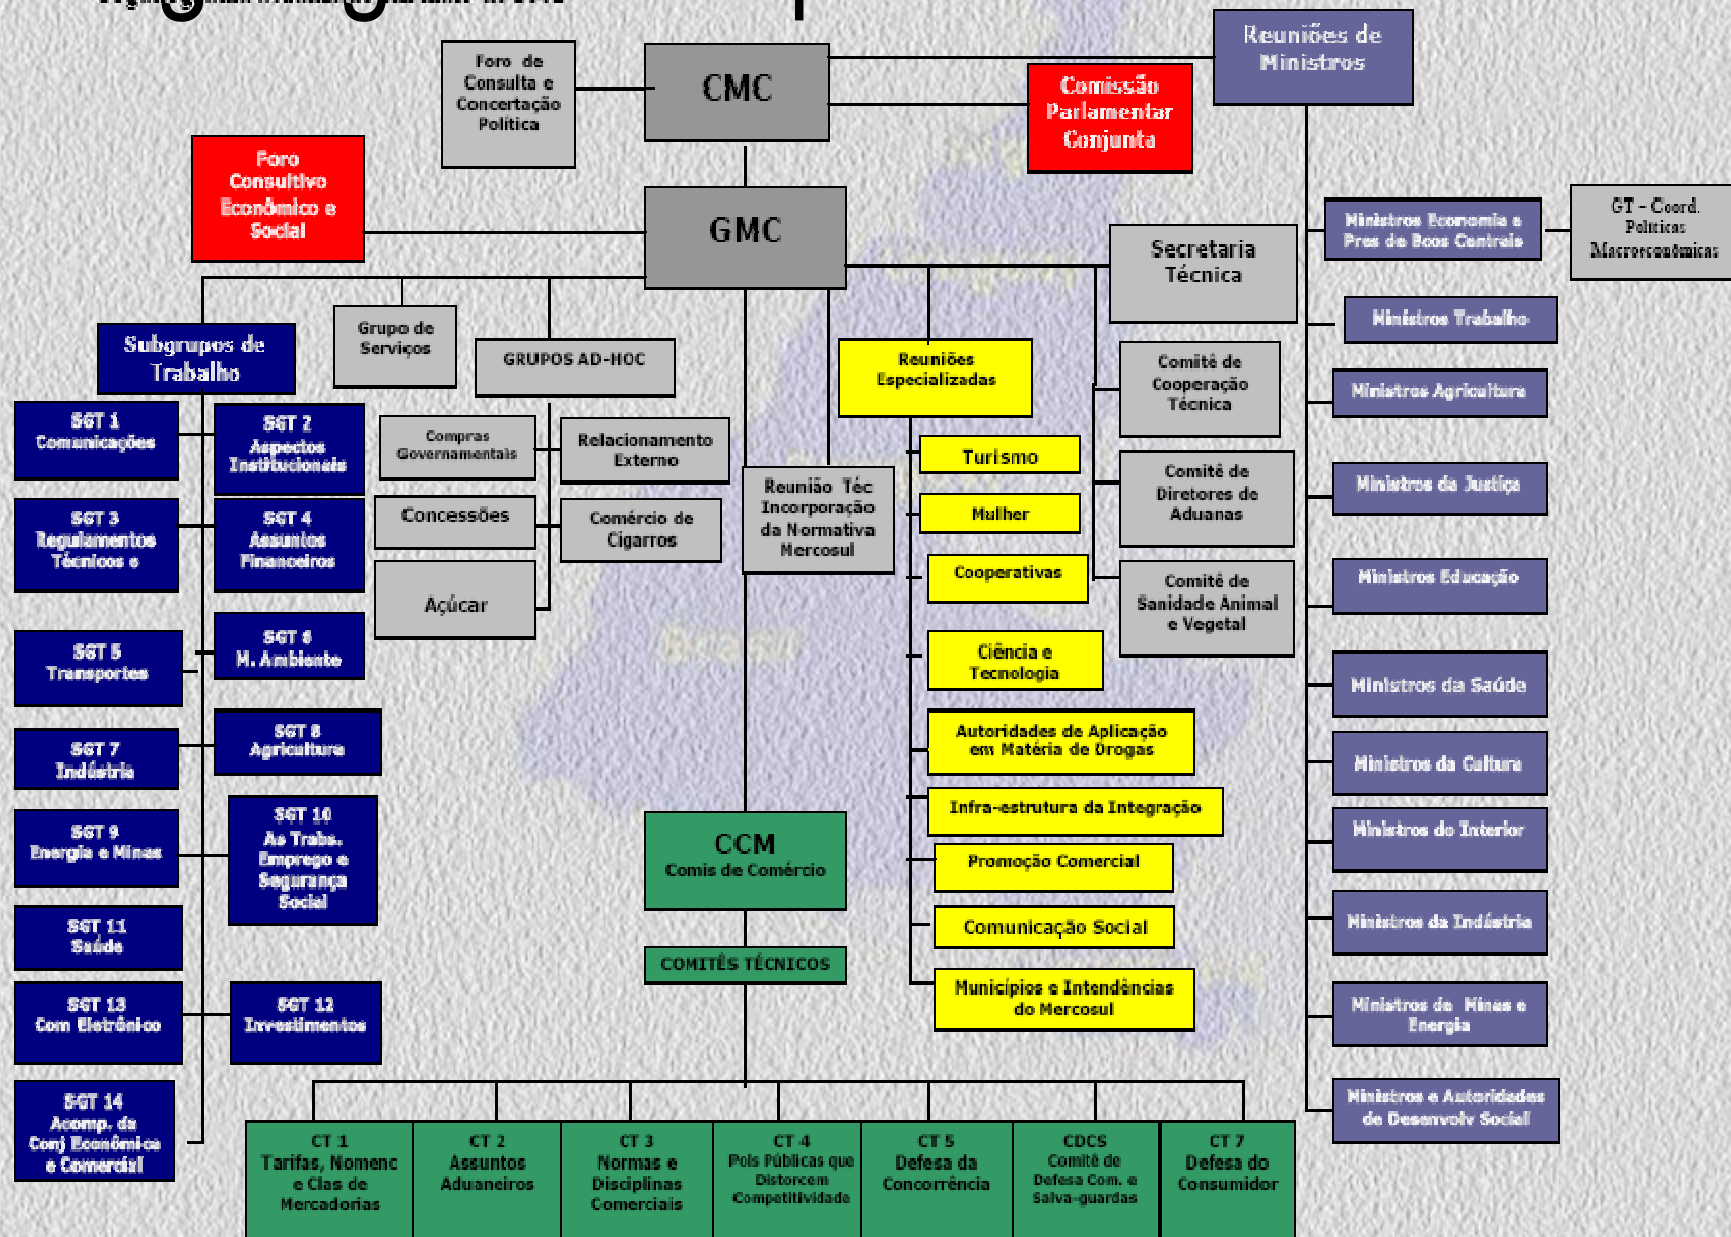 Reuniões de
Ministros
Foro de
Consulta e
Concertação
Política
CMC
Comissão
Parlamentar
Conjunta
Foro
Consultivo
Econômico e
Social
GMC
Secretaria
Técnica
Ministros Economia e
Pres de Bcos Centrais
GT - Coord.
Políticas
Macroeconômicas
Subgrupos de
Trabalho
Grupo de
Serviços
GRUPOS AD-HOC
Reuniões
Especializadas
Comitê de
Cooperação
Técnica
Ministros Trabalho
Ministros Agricultura
SGT 1
Comunicações
SGT 2
Aspectos
Institucionais
Compras
Governamentais
Relacionamento
Externo
Turismo
Comitê de
Diretores de
Aduanas
Ministros da Justiça
SGT 3
Regulamentos
Técnicos e
SGT 4
Assuntos
Financeiros
Concessões
Comércio de
Cigarros
Reunião Téc
Incorporação
da Normativa
Mercosul
Mulher
Cooperativas
Comitê de
Sanidade Animal
e Vegetal
Ministros Educação
Açúcar
SGT 5
Transportes
SGT 6
M. Ambiente
Ciência e
Tecnologia
Ministros da Saúde
SGT 7
Indústria
SGT 8
Agricultura
Autoridades de Aplicação
em Matéria de Drogas
Ministros da Cultura
SGT 9
Energia e Minas
SGT 10
As Trabs.
Emprego e
Segurança
Social
CCM
Comis de Comércio
Infra-estrutura da Integração
Promoção Comercial
Ministros do Interior
SGT 11
Saúde
COMITÊS TÉCNICOS
Comunicação Social
Ministros da Indústria
SGT 13
Com Eletrônico
SGT 12
Investimentos
Municípios e Intendências
do Mercosul
Ministros de Minas e
Energia
SGT 14
Acomp. da
Conj Econômica
e Comercial
Ministros e Autoridades
de Desenvolv Social
CT 1
Tarifas, Nomenc
e Clas de
Mercadorias
CT 2
Assuntos
Aduaneiros
CT 3
Normas e
Disciplinas
Comerciais
CT 4
Pols Públicas que
Distorcem
Competitividade
CT 5
Defesa da
Concorrência
CDCS
Comitê de
Defesa Com. e
Salva-guardas
CT 7
Defesa do
Consumidor